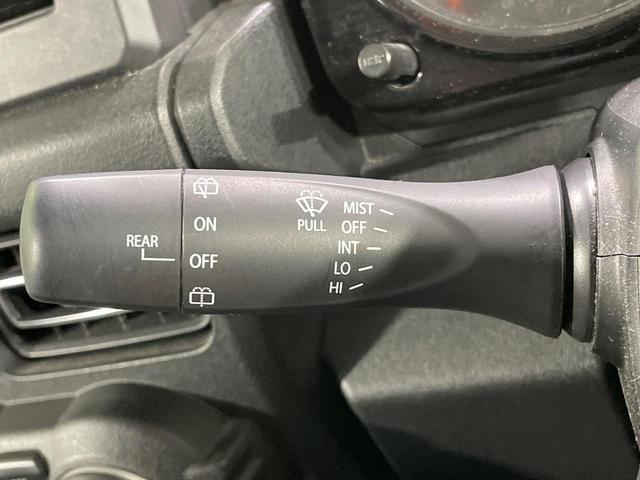 REAR
ON
OFF
PULL
MIST
OFF
INT
LO
HI